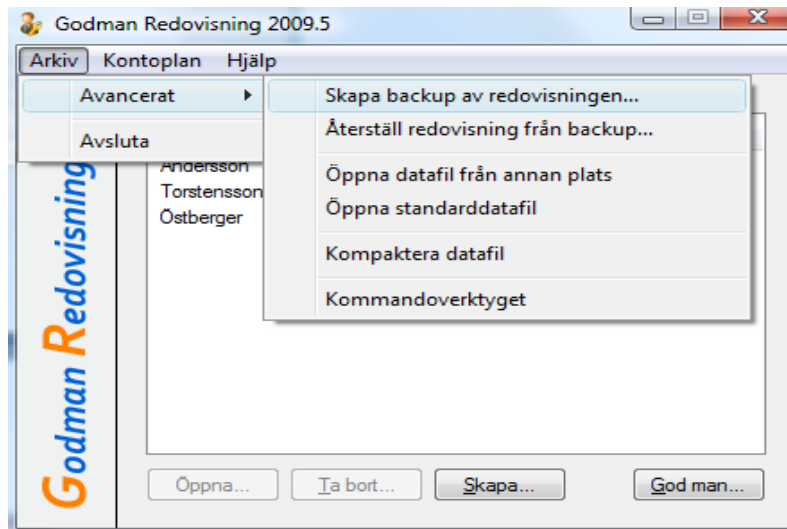 Godman Redovisning 2009.5
Arkiv Kontoplan Hjälp
Avancerat
Avsluta
Skapa backup av redovisningen...
Återställ redovisning från backup...
Öppna datafil från annan plats
Öppna standarddatafil
Kompaktera datafil
Kommandoverktyget
Andersson
Torstensson
Östberger
Godman Redovisning
Öppna... Ta bort... Skapa... God man...